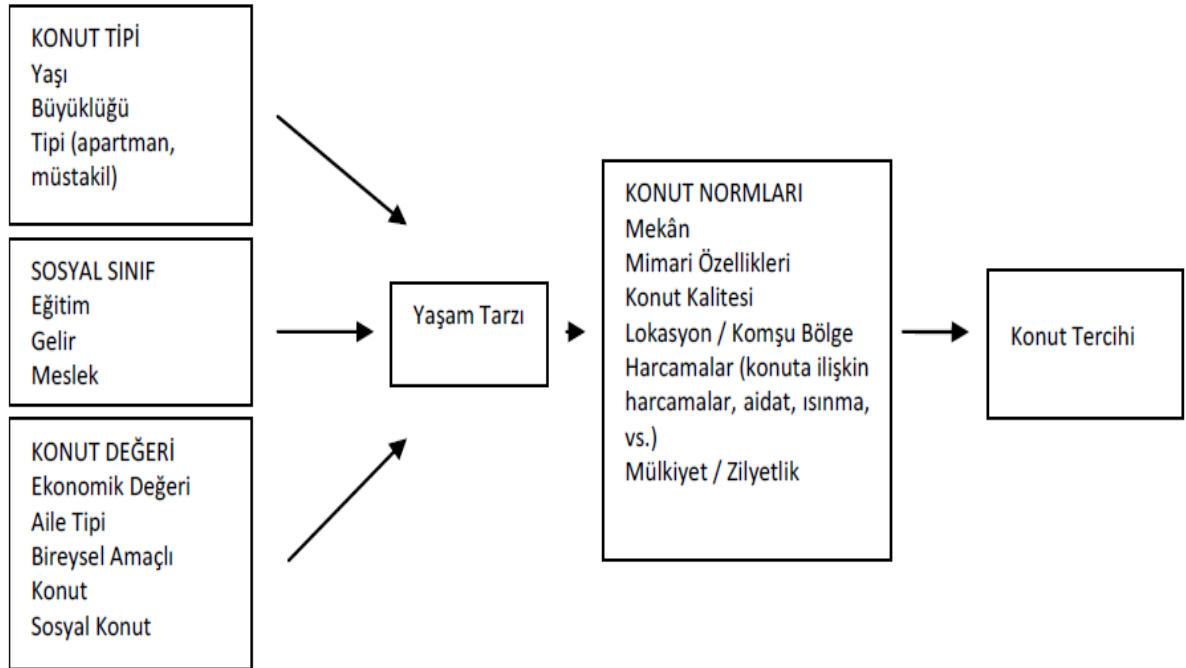 KONUT TİPİ
Yaşı
Büyüklüğü
Tipi (apartman,
müstakil)
SOSYAL SINIF
Eğitim
Gelir
Meslek
KONUT DEĞERİ
Ekonomik Değeri
Aile Tipi
Bireysel Amaçlı
Konut
Sosyal Konut
Yaşam Tarzı
KONUT NORMLARI
Mekân
Mimari Özellikleri
Konut Kalitesi
Lokasyon / Komşu Bölge
Harcamalar (konuta ilişkin
harcamalar, aidat, ısınma,
vs.)
Mülkiyet / Zilyetlik
Konut Tercihi